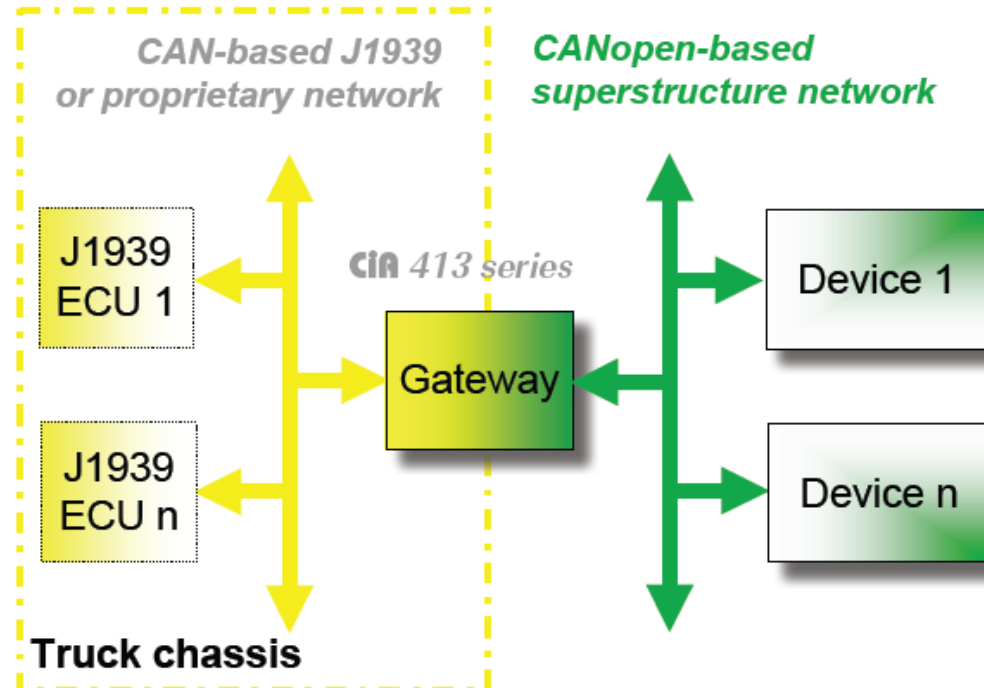 CAN-based J1939
or proprietary network
CANopen-based
superstructure network
J1939
ECU 1
CiA 413 series
Device 1
Gateway
J1939
ECU n
Device n
Truck chassis